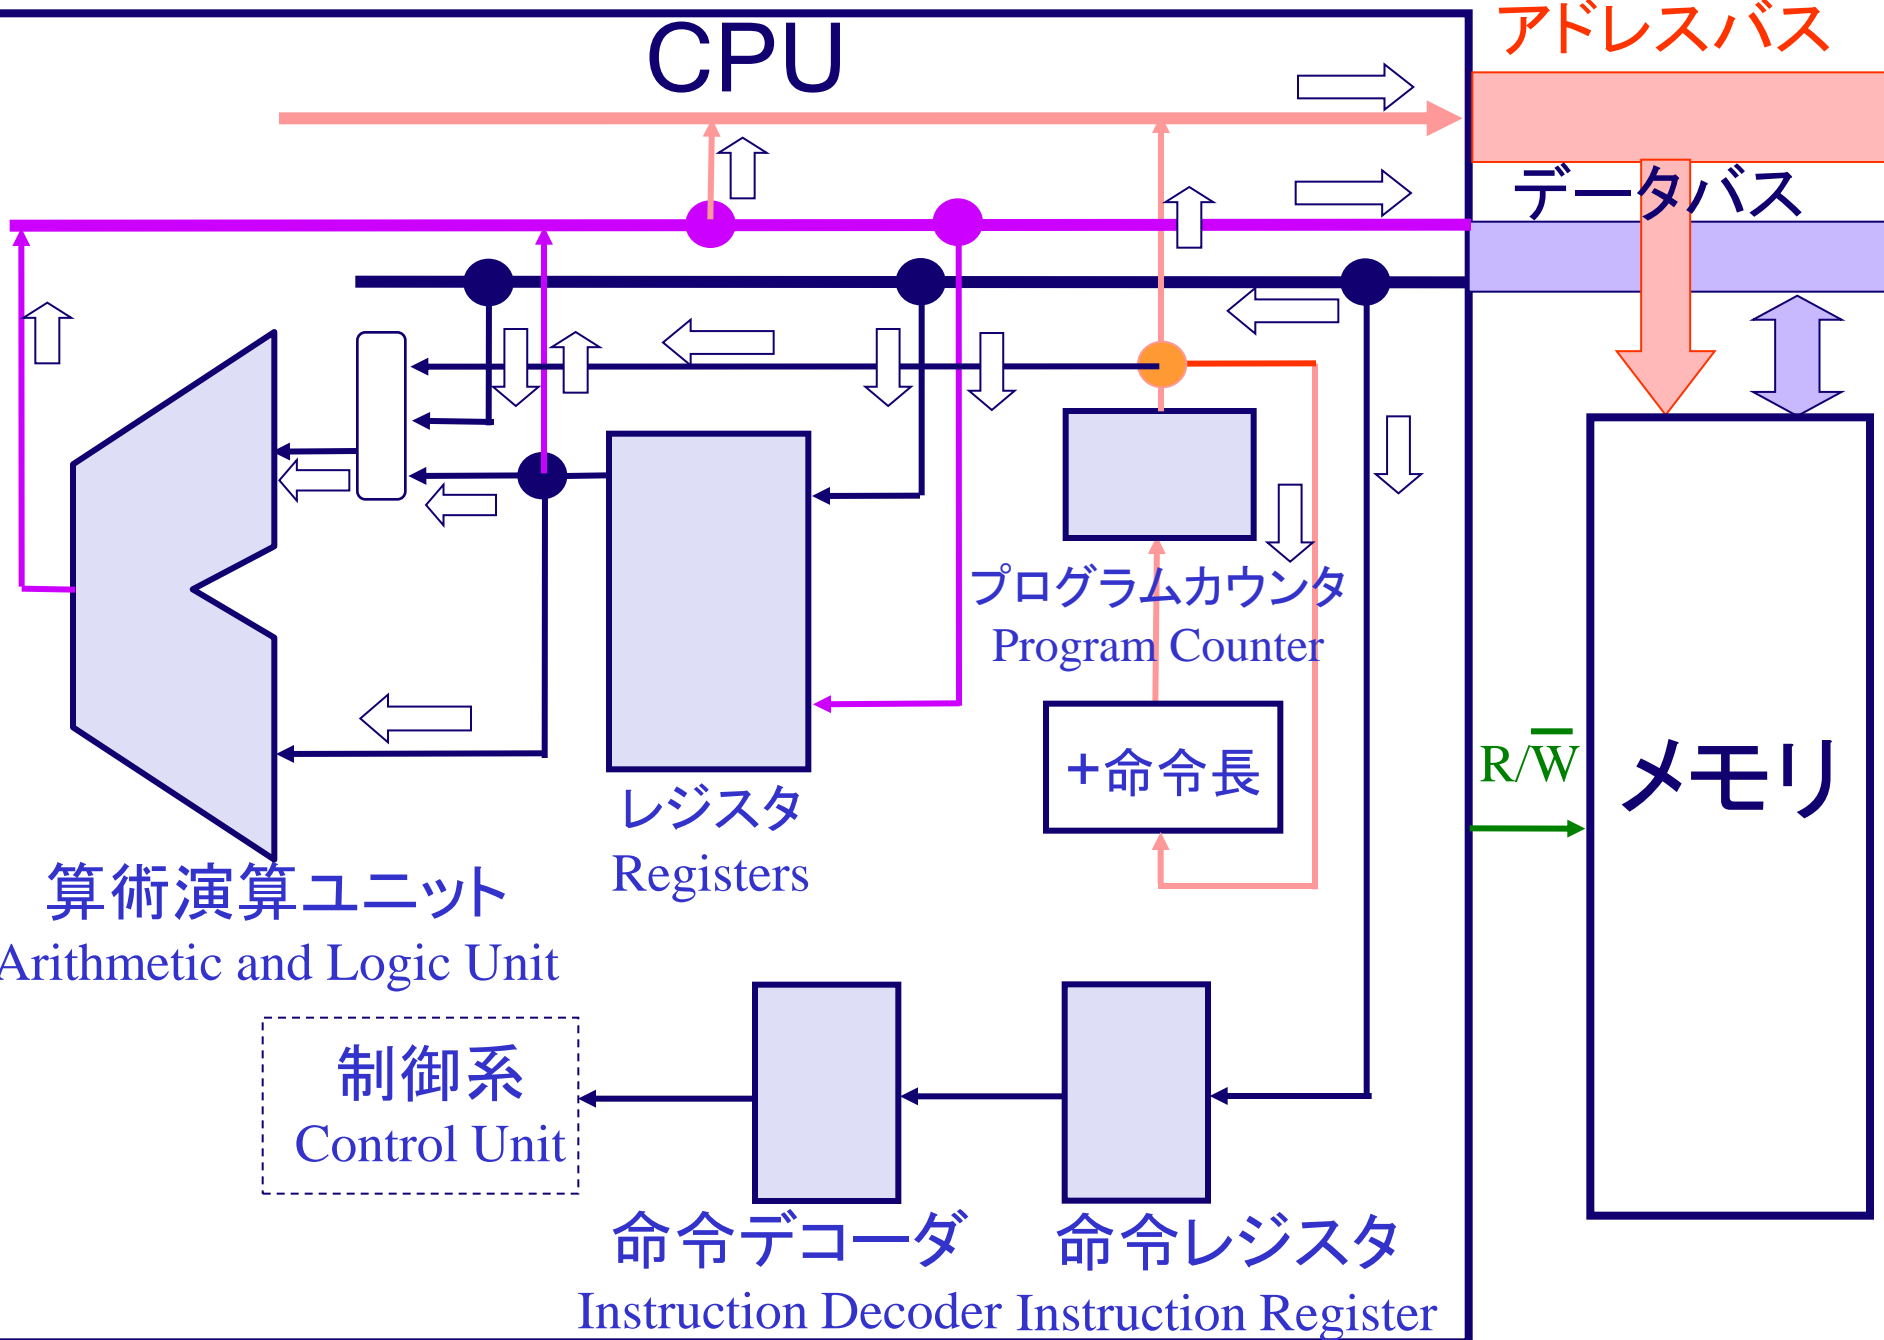 CPU
アドレスバス
データバス
プログラムカウンタ
Program Counter
+命令長
R/W
メモリ
レジスタ
Registers
算術演算ユニット
Arithmetic and Logic Unit
制御系
Control Unit
命令デコーダ
Instruction Decoder
命令レジスタ
Instruction Register